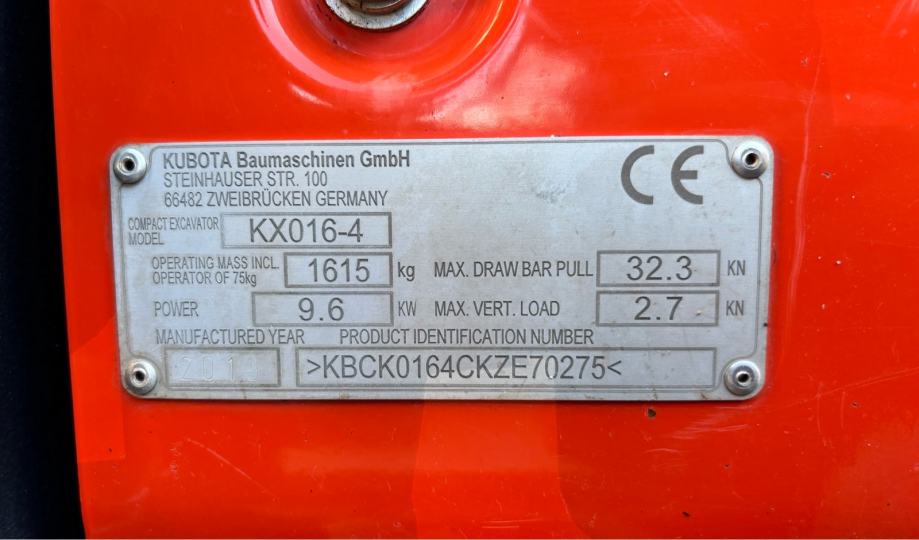 KUBOTA Baumaschinen GmbH
STEINHAUSER STR. 100
66482 ZWEIBRÜCKEN GERMANY
CE
COMPACT EXCAVATOR
MODEL
KX016-4
OPERATING MASS INCL.
OPERATOR OF 75kg
1615 kg
MAX. DRAW BAR PULL 32.3 KN
POWER 9.6 KW
MAX. VERT. LOAD 2.7 KN
MANUFACTURED YEAR
PRODUCT IDENTIFICATION NUMBER
>KBCK0164CKZE70275<